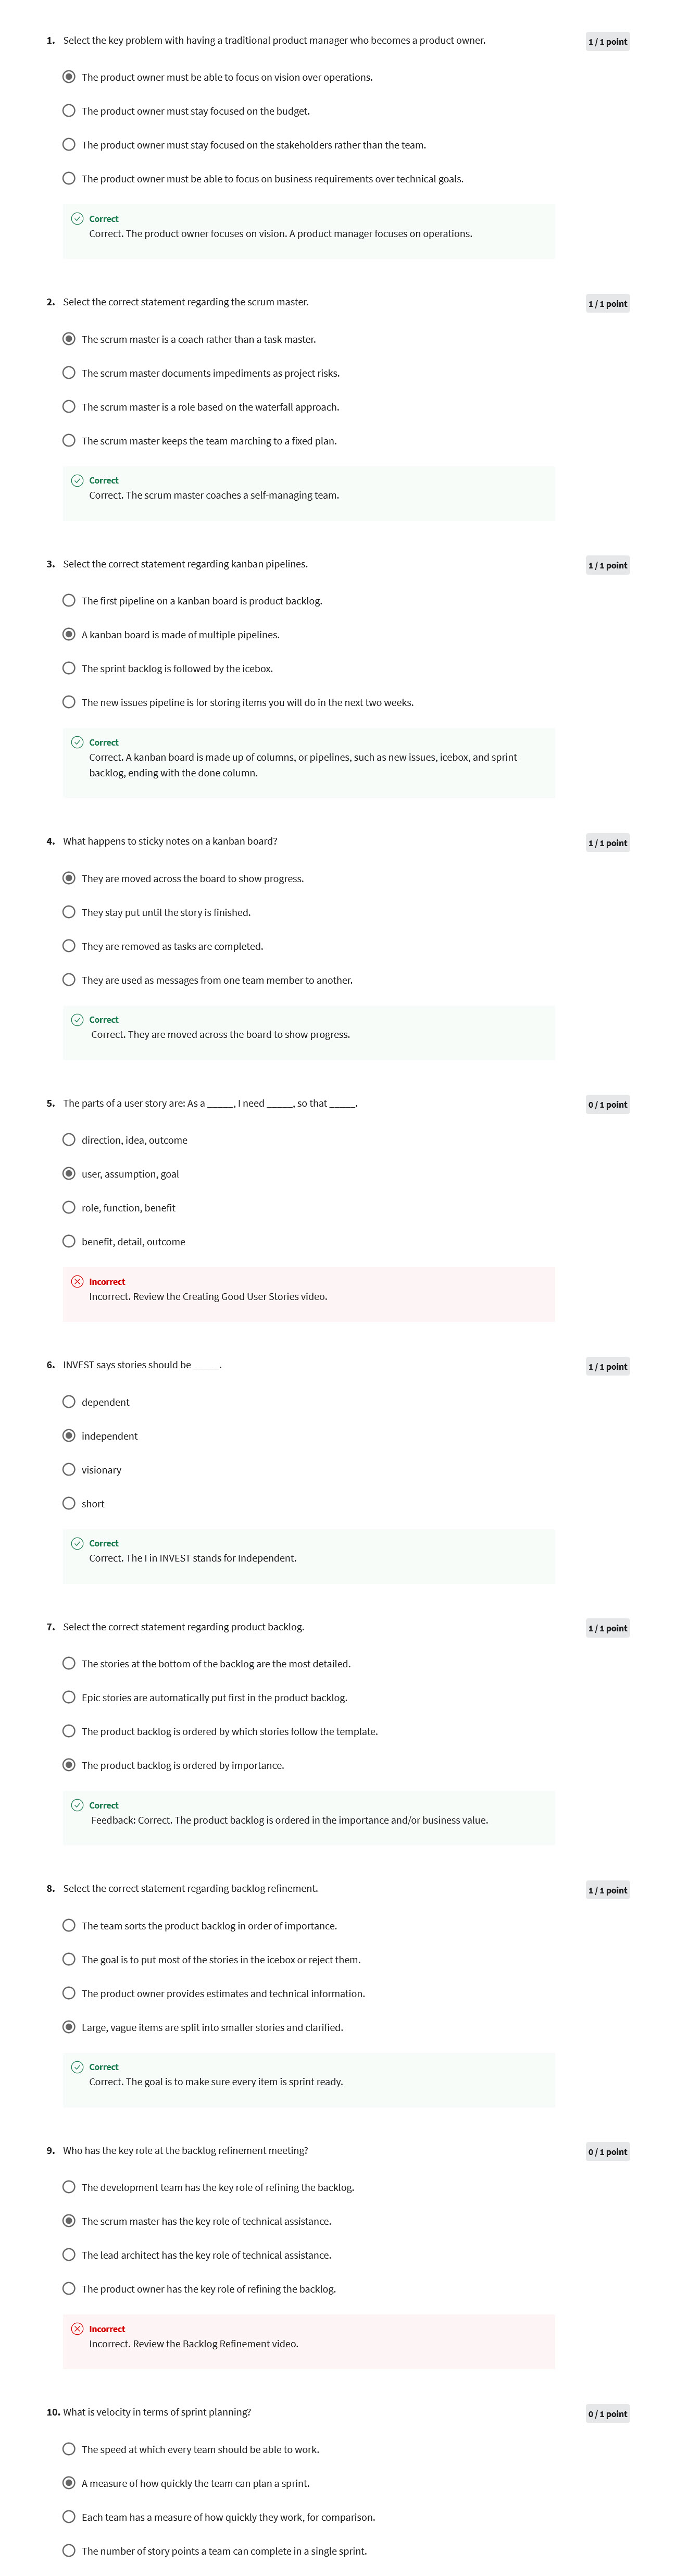 1. Select the key problem with having a traditional product manager who becomes a product owner.
1 / 1 point
The product owner must be able to focus on vision over operations.
The product owner must stay focused on the budget.
The product owner must stay focused on the stakeholders rather than the team.
The product owner must be able to focus on business requirements over technical goals.
Correct
Correct. The product owner focuses on vision. A product manager focuses on operations.
2. Select the correct statement regarding the scrum master.
1 / 1 point
The scrum master is a coach rather than a task master.
The scrum master documents impediments as project risks.
The scrum master is a role based on the waterfall approach.
The scrum master keeps the team marching to a fixed plan.
Correct
Correct. The scrum master coaches a self-managing team.
3. Select the correct statement regarding kanban pipelines.
1 / 1 point
The first pipeline on a kanban board is product backlog.
A kanban board is made of multiple pipelines.
The sprint backlog is followed by the icebox.
The new issues pipeline is for storing items you will do in the next two weeks.
Correct
Correct. A kanban board is made up of columns, or pipelines, such as new issues, icebox, and sprint
backlog, ending with the done column.
4. What happens to sticky notes on a kanban board?
1 / 1 point
They are moved across the board to show progress.
They stay put until the story is finished.
They are removed as tasks are completed.
They are used as messages from one team member to another.
Correct
Correct. They are moved across the board to show progress.
5. The parts of a user story are: As a _____, I need _____, so that _____.
0 / 1 point
direction, idea, outcome
user, assumption, goal
role, function, benefit
benefit, detail, outcome
Incorrect
Incorrect. Review the Creating Good User Stories video.
6. INVEST says stories should be _____.
1 / 1 point
dependent
independent
visionary
short
Correct
Correct. The I in INVEST stands for Independent.
7. Select the correct statement regarding product backlog.
1 / 1 point
The stories at the bottom of the backlog are the most detailed.
Epic stories are automatically put first in the product backlog.
The product backlog is ordered by which stories follow the template.
The product backlog is ordered by importance.
Correct
Feedback: Correct. The product backlog is ordered in the importance and/or business value.
8. Select the correct statement regarding backlog refinement.
1 / 1 point
The team sorts the product backlog in order of importance.
The goal is to put most of the stories in the icebox or reject them.
The product owner provides estimates and technical information.
Large, vague items are split into smaller stories and clarified.
Correct
Correct. The goal is to make sure every item is sprint ready.
9. Who has the key role at the backlog refinement meeting?
0 / 1 point
The development team has the key role of refining the backlog.
The scrum master has the key role of technical assistance.
The lead architect has the key role of technical assistance.
The product owner has the key role of refining the backlog.
Incorrect
Incorrect. Review the Backlog Refinement video.
10. What is velocity in terms of sprint planning?
0 / 1 point
The speed at which every team should be able to work.
A measure of how quickly the team can plan a sprint.
Each team has a measure of how quickly they work, for comparison.
The number of story points a team can complete in a single sprint.